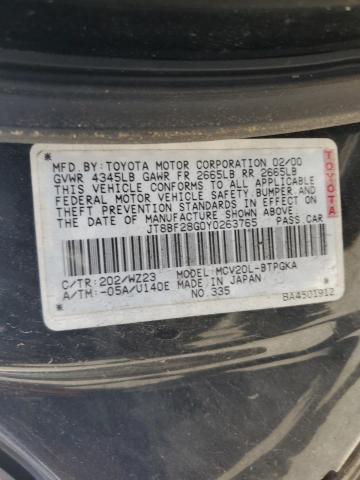 MFD. BY: TOYOTA MOTOR CORPORATION 02/00
GVWR 4345LB GAWR FR 2665LB RR 2665LB
THIS VEHICLE CONFORMS TO ALL APPLICABLE
FEDERAL MOTOR VEHICLE SAFETY, BUMPER, AND
THEFT PREVENTION STANDARDS IN EFFECT ON
THE DATE OF MANUFACTURE SHOWN ABOVE.
JT8BF28G0Y0263765 PASS CAR
C/TR: 202/WZ23 MODEL: MCV20L-BTPGKA
A/TM: -05A/U140E MADE IN JAPAN
NO.335 BA4501912
TOYOTA